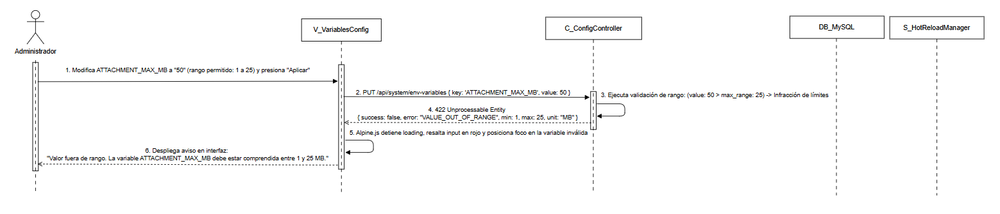 Administrador
V_VariablesConfig
C_ConfigController
DB_MySQL
S_HotReloadManager
1. Modifica ATTACHMENT_MAX_MB a "50" (rango permitido: 1 a 25) y presiona "Aplicar"
2. PUT /api/system/env-variables { key: 'ATTACHMENT_MAX_MB', value: 50 }
3. Ejecuta validación de rango: (value: 50 > max_range: 25) -> Infracción de límites
4. 422 Unprocessable Entity
{ success: false, error: "VALUE_OUT_OF_RANGE", min: 1, max: 25, unit: "MB" }
5. Alpine.js detiene loading, resalta input en rojo y posiciona foco en la variable inválida
6. Despliega aviso en interfaz:
"Valor fuera de rango. La variable ATTACHMENT_MAX_MB debe estar comprendida entre 1 y 25 MB."